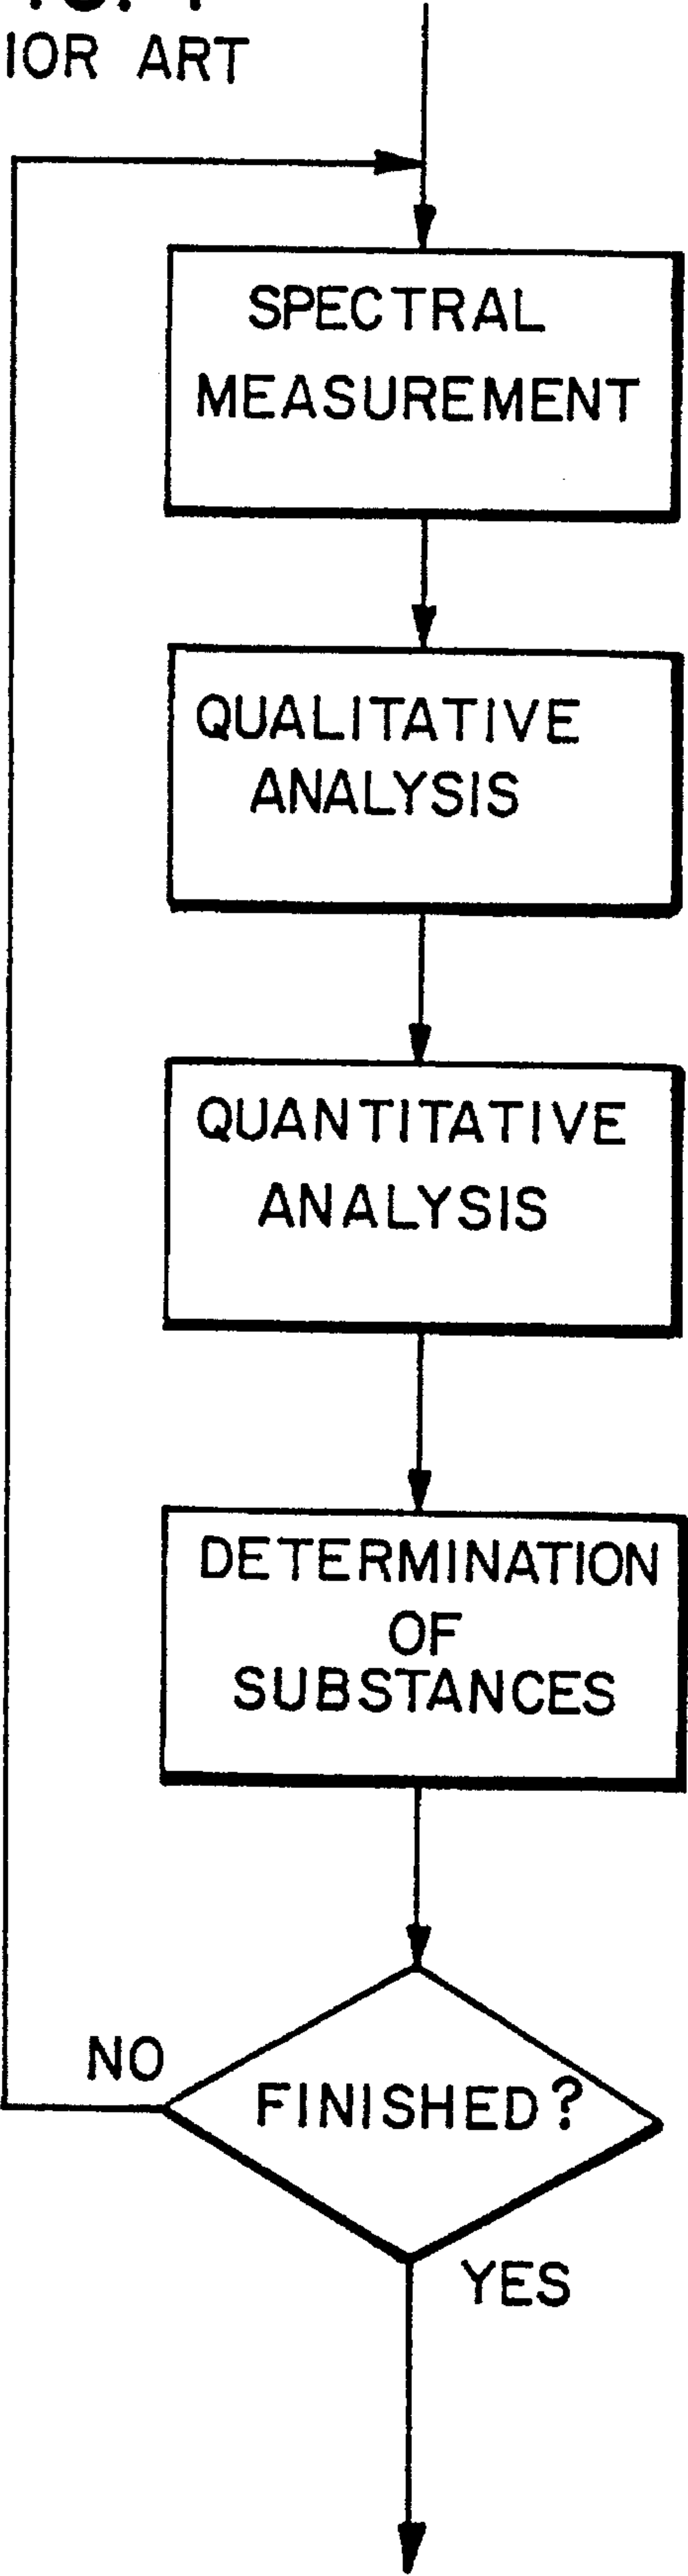 IOR ART
SPECTRAL
MEASUREMENT
QUALITATIVE
ANALYSIS
QUANTITATIVE
ANALYSIS
DETERMINATION
OF
SUBSTANCES
NO
FINISHED?
YES